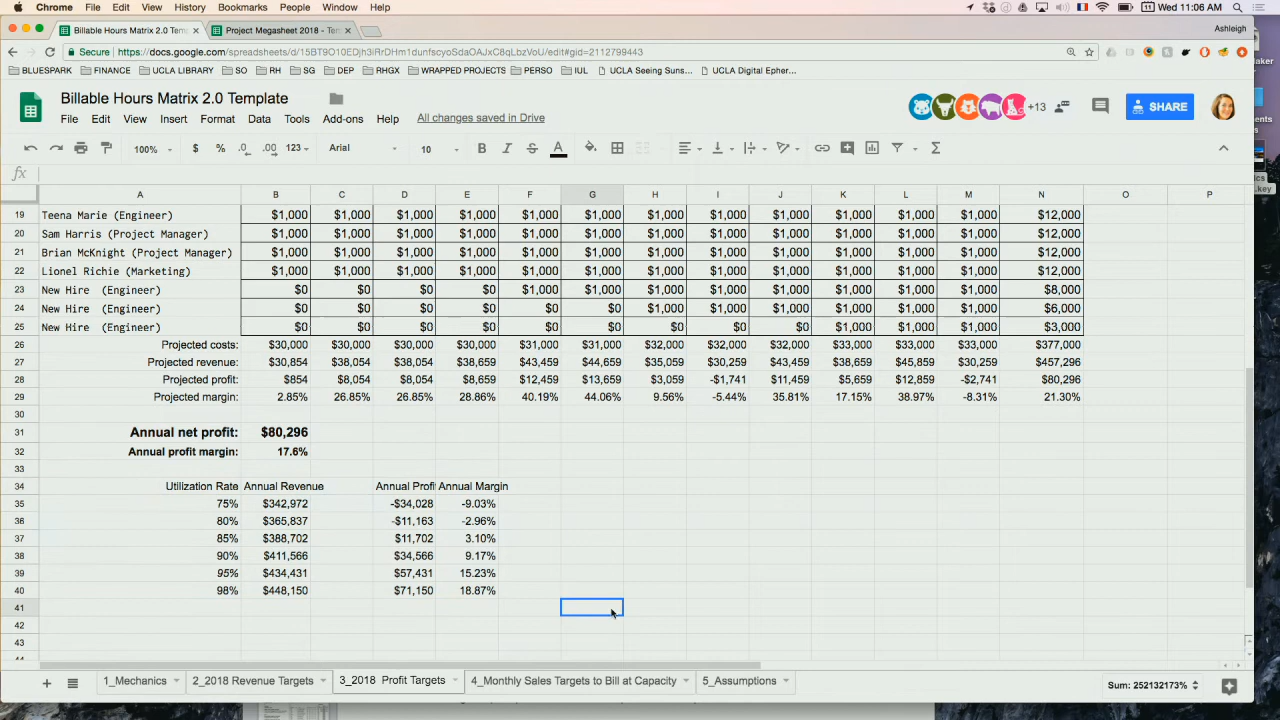 Chrome File Edit View History Bookmarks People Window Help 11 Wed 11:06 AM
Billable Hours Matrix 2.0 Tem Project Megasheet 2018 - Ashleigh
Secure https://docs.google.com/spreadsheets/d/15BT9O10EDjh3iRrDHm1dunfscyoSdaOAJxC8qLbzVoU/edit#gid=2112799443
BLUESPARK FINANCE UCLA LIBRARY SO RH SG DEP RHGX WRAPPED PROJECTS PERSO IUL UCLA Seeing Suns... UCLA Digital Epher...
Billable Hours Matrix 2.0 Template
+13 SHARE
File Edit View Insert Format Data Tools Add-ons Help All changes saved in Drive
100% $ % .0 .00 123 Arial 10 B I S A Σ
fx
A B C D E F G H I J K L M N O P
19 Teena Marie (Engineer) $1,000 $1,000 $1,000 $1,000 $1,000 $1,000 $1,000 $1,000 $1,000 $1,000 $1,000 $1,000 $12,000
20 Sam Harris (Project Manager) $1,000 $1,000 $1,000 $1,000 $1,000 $1,000 $1,000 $1,000 $1,000 $1,000 $1,000 $1,000 $12,000
21 Brian McKnight (Project Manager) $1,000 $1,000 $1,000 $1,000 $1,000 $1,000 $1,000 $1,000 $1,000 $1,000 $1,000 $1,000 $12,000
22 Lionel Richie (Marketing) $1,000 $1,000 $1,000 $1,000 $1,000 $1,000 $1,000 $1,000 $1,000 $1,000 $1,000 $1,000 $12,000
23 New Hire (Engineer) $0 $0 $0 $0 $1,000 $1,000 $1,000 $1,000 $1,000 $1,000 $1,000 $1,000 $8,000
24 New Hire (Engineer) $0 $0 $0 $0 $0 $0 $1,000 $1,000 $1,000 $1,000 $1,000 $1,000 $6,000
25 New Hire (Engineer) $0 $0 $0 $0 $0 $0 $0 $0 $0 $1,000 $1,000 $1,000 $3,000
26 Projected costs: $30,000 $30,000 $30,000 $30,000 $31,000 $31,000 $32,000 $32,000 $32,000 $33,000 $33,000 $33,000 $377,000
27 Projected revenue: $30,854 $38,054 $38,054 $38,659 $43,459 $44,659 $35,059 $30,259 $43,459 $38,659 $45,859 $30,259 $457,296
28 Projected profit: $854 $8,054 $8,054 $8,659 $12,459 $13,659 $3,059 -$1,741 $11,459 $5,659 $12,859 -$2,741 $80,296
29 Projected margin: 2.85% 26.85% 26.85% 28.86% 40.19% 44.06% 9.56% -5.44% 35.81% 17.15% 38.97% -8.31% 21.30%
30
31 Annual net profit: $80,296
32 Annual profit margin: 17.6%
33
34 Utilization Rate Annual Revenue Annual Profi Annual Margin
35 75% $342,972 -$34,028 -9.03%
36 80% $365,837 -$11,163 -2.96%
37 85% $388,702 $11,702 3.10%
38 90% $411,566 $34,566 9.17%
39 95% $434,431 $57,431 15.23%
40 98% $448,150 $71,150 18.87%
41
42
43
44
1_Mechanics 2_2018 Revenue Targets 3_2018 Profit Targets 4_Monthly Sales Targets to Bill at Capacity 5_Assumptions Sum: 252132173%